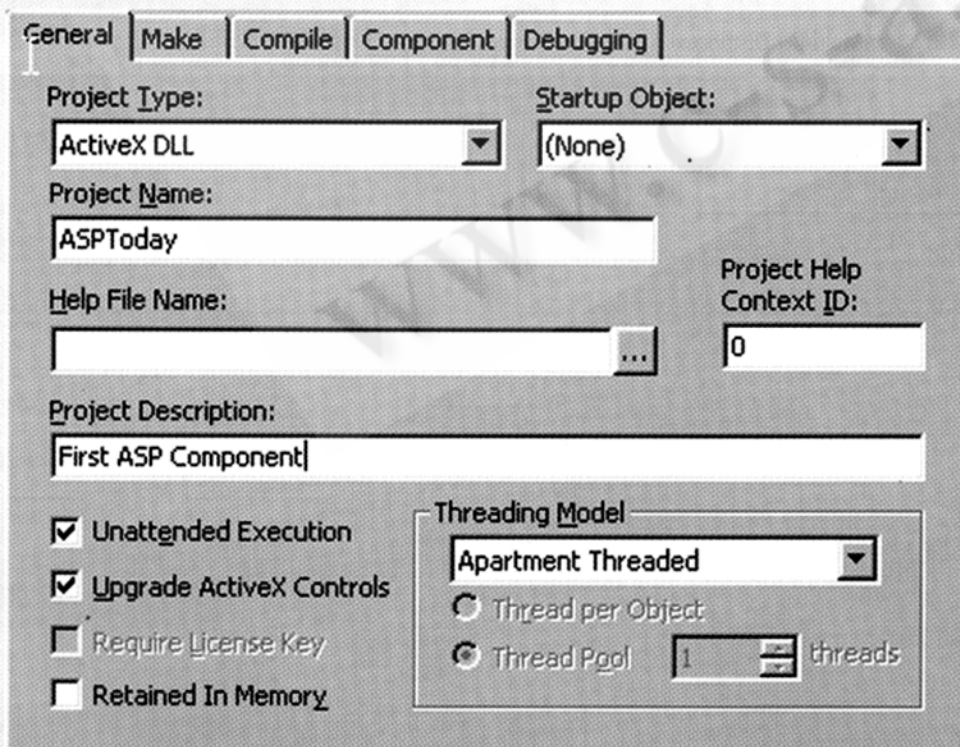 General Make Compile Component Debugging
Project Type: Startup Object:
ActiveX DLL (None)
Project Name:
ASPToday
Help File Name:
Project Help
Context ID:
... 0
Project Description:
First ASP Component
Unattended Execution
Upgrade ActiveX Controls
Require License Key
Retained In Memory
Threading Model
Apartment Threaded
Thread per Object
Thread Pool 1 threads